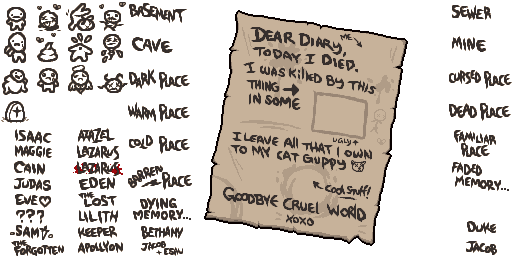 BASEMENT
CAVE
DARK PLACE
WARM PLACE
COLD PLACE
BARREN PLACE
DYING MEMORY...
BETHANY
JACOB + ESAU
ISAAC
MAGGIE
CAIN
JUDAS
EVE♡
???
SAMS
THE FORGOTTEN
AZAZEL
LAZARUS
LAZARUS
EDEN
THE LOST
LILITH
KEEPER
APOLLYON
DEAR DIARY,
ME
TODAY I DIED.
I WAS KILLED BY THIS
THING →
IN SOME
UGLY↑
I LEAVE ALL THAT I OWN
TO MY CAT GUPPY
↖ COOL STUFF!
GOODBYE CRUEL WORLD
XOXO
SEWER
MINE
CURSED PLACE
DEAD PLACE
FAMILIAR PLACE
FADED MEMORY...
DUKE
JACOB